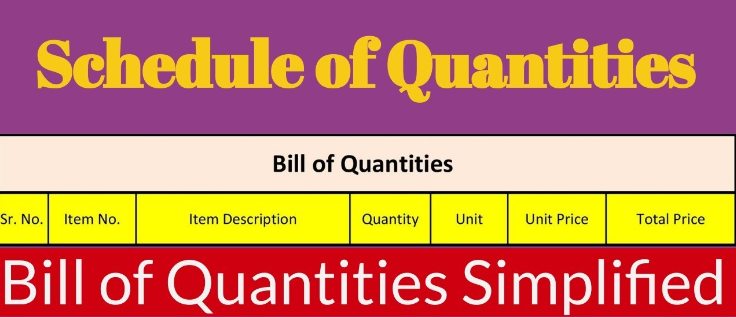 Schedule of Quantities
Bill of Quantities
Sr. No. Item No. Item Description Quantity Unit Unit Price Total Price
Bill of Quantities Simplified